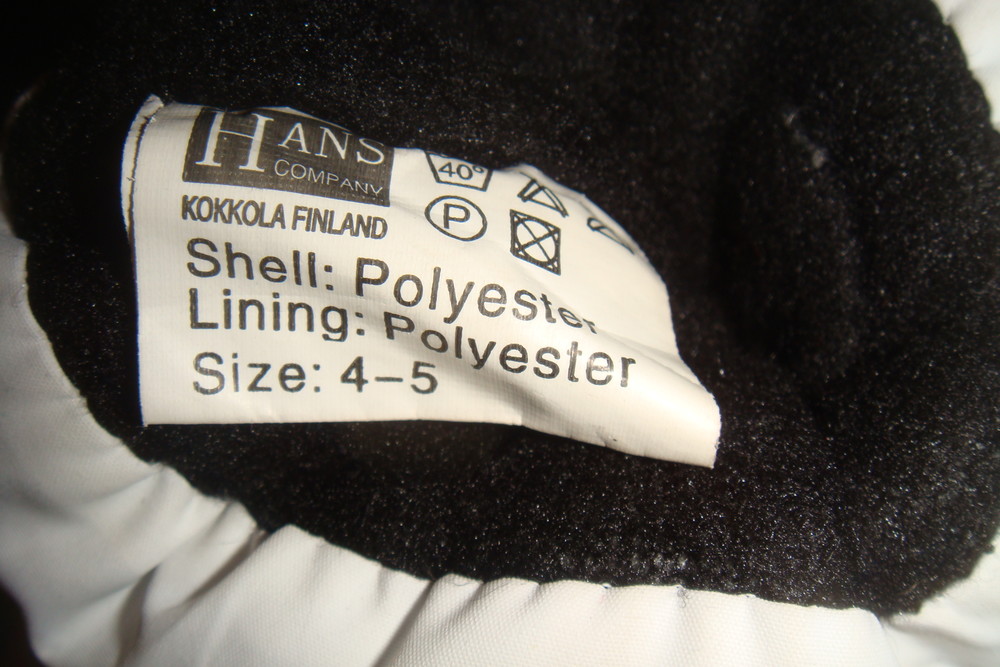 HANS
COMPANY
KOKKOLA FINLAND
40°
P
Shell: Polyester
Lining: Polyester
Size: 4-5